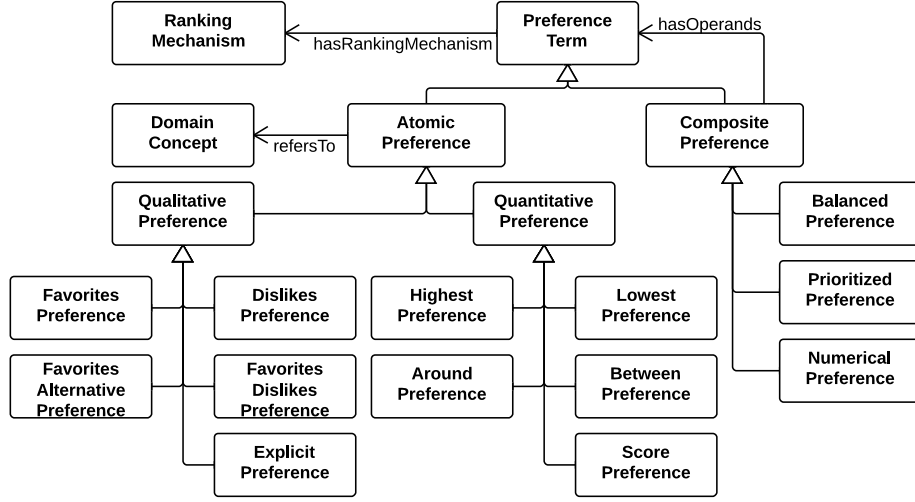 Ranking
Mechanism
hasRankingMechanism
Preference
Term
hasOperands
Domain
Concept
refersTo
Atomic
Preference
Composite
Preference
Qualitative
Preference
Quantitative
Preference
Balanced
Preference
Favorites
Preference
Dislikes
Preference
Highest
Preference
Lowest
Preference
Prioritized
Preference
Favorites
Alternative
Preference
Favorites
Dislikes
Preference
Around
Preference
Between
Preference
Numerical
Preference
Explicit
Preference
Score
Preference